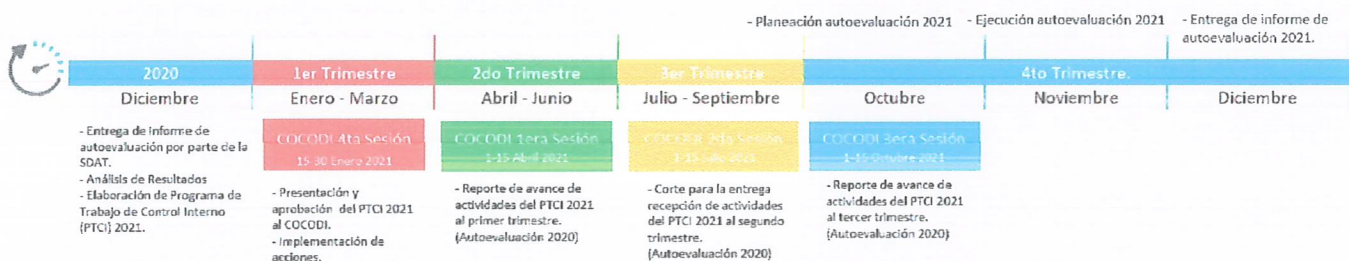 - Planeación autoevaluación 2021
- Ejecución autoevaluación 2021
- Entrega de informe de
autoevaluación 2021.
2020
1er Trimestre
2do Trimestre
3er Trimestre
4to Trimestre.
Diciembre
Enero - Marzo
Abril - Junio
Julio - Septiembre
Octubre
Noviembre
Diciembre
- Entrega de informe de
autoevaluación por parte de la
SDAT.
- Análisis de Resultados
- Elaboración de Programa de
Trabajo de Control Interno
(PTCI) 2021.
COCODI 4ta Sesión
15-30 Enero 2021
- Presentación y
aprobación del PTCI 2021
al COCODI.
- Implementación de
acciones.
COCODI 1era Sesión
1-15 Abril 2021
- Reporte de avance de
actividades del PTCI 2021
al primer trimestre.
(Autoevaluación 2020)
COCODI 2da Sesión
1-15 Julio 2021
- Corte para la entrega
recepción de actividades
del PTCI 2021 al segundo
trimestre.
(Autoevaluación 2020)
COCODI 3era Sesión
1-15 Octubre 2021
- Reporte de avance de
actividades del PTCI 2021
al tercer trimestre.
(Autoevaluación 2020)